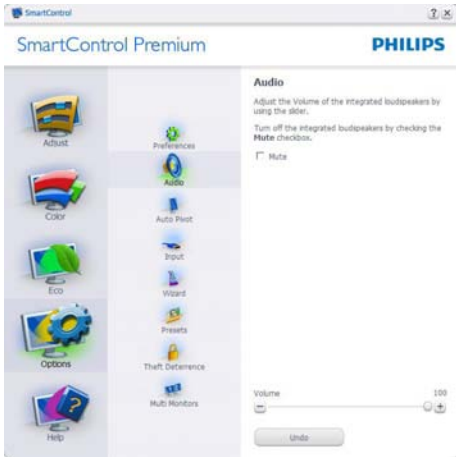 SmartControl
SmartControl Premium
PHILIPS
Adjust
Color
Eco
Options
Help
Preferences
Audio
Auto Pivot
Input
Wizard
Presets
Theft Deterrence
Multi Monitors
Audio
Adjust the Volume of the integrated loudspeakers by
using the slider.
Turn off the integrated loudspeakers by checking the
Mute checkbox.
Mute
Volume 100
Undo